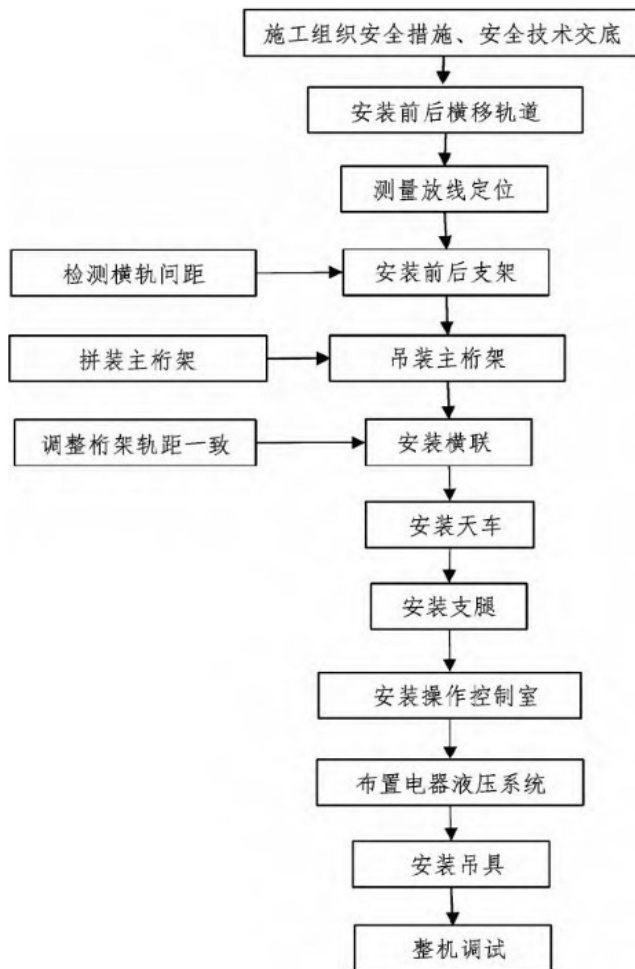 施工组织安全措施、安全技术交底
安装前后横移轨道
测量放线定位
检测横轨间距
安装前后支架
拼装主桁架
吊装主桁架
调整桁架轨距一致
安装横联
安装天车
安装支腿
安装操作控制室
布置电器液压系统
安装吊具
整机调试